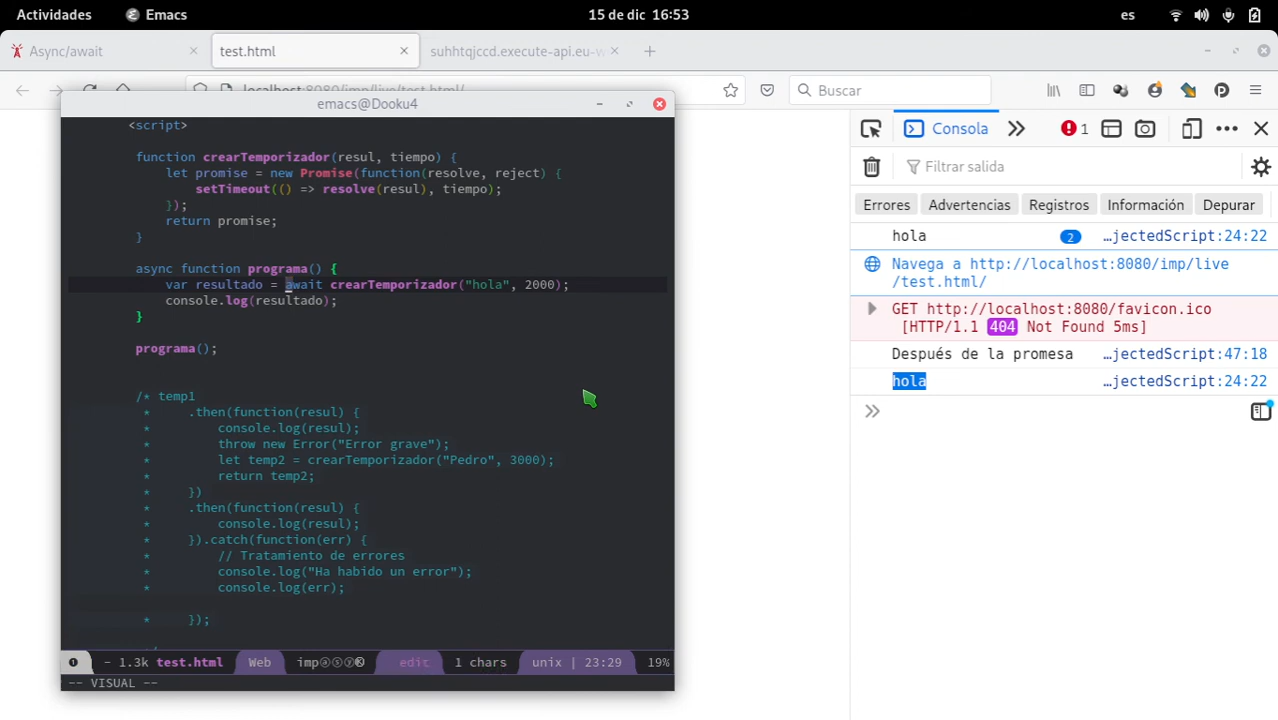 Actividades
Emacs
15 de dic 16:53
es
Async/await
test.html
suhhtqjccd.execute-api.eu-w
localhost:8080/imp/live/test.html/
Buscar
emacs@Dooku4
<script>
function crearTemporizador(resul, tiempo) {
let promise = new Promise(function(resolve, reject) {
setTimeout(() => resolve(resul), tiempo);
});
return promise;
}
async function programa() {
var resultado = await crearTemporizador("hola", 2000);
console.log(resultado);
}
programa();
/* temp1
* .then(function(resul) {
* console.log(resul);
* throw new Error("Error grave");
* let temp2 = crearTemporizador("Pedro", 3000);
* return temp2;
* })
* .then(function(resul) {
* console.log(resul);
* }).catch(function(err) {
* // Tratamiento de errores
* console.log("Ha habido un error");
* console.log(err);
* });
- 1.3k test.html Web edit 1 chars unix | 23:29 19%
-- VISUAL --
Consola
1
Filtrar salida
Errores Advertencias Registros Información Depurar
hola 2 …jectedScript:24:22
Navega a http://localhost:8080/imp/live
/test.html/
GET http://localhost:8080/favicon.ico
[HTTP/1.1 404 Not Found 5ms]
Después de la promesa …jectedScript:47:18
hola …jectedScript:24:22